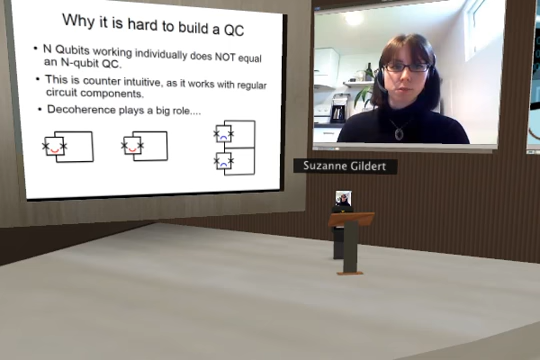 Why it is hard to build a QC
• N Qubits working individually does NOT equal
an N-qubit QC.
• This is counter intuitive, as it works with regular
circuit components.
• Decoherence plays a big role....
Suzanne Gildert